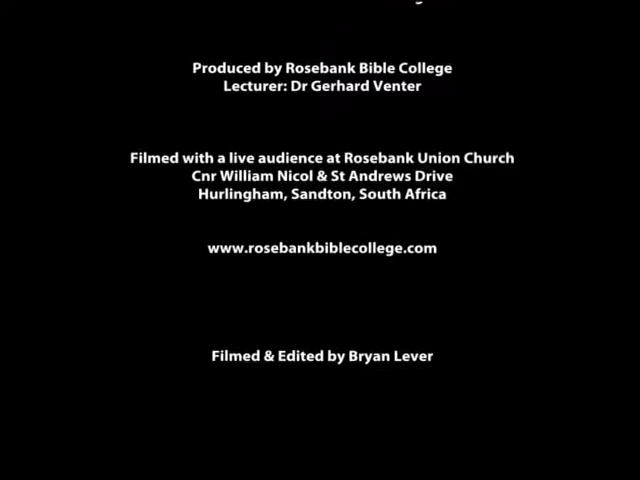 Produced by Rosebank Bible College
Lecturer: Dr Gerhard Venter
Filmed with a live audience at Rosebank Union Church
Cnr William Nicol & St Andrews Drive
Hurlingham, Sandton, South Africa
www.rosebankbiblecollege.com
Filmed & Edited by Bryan Lever